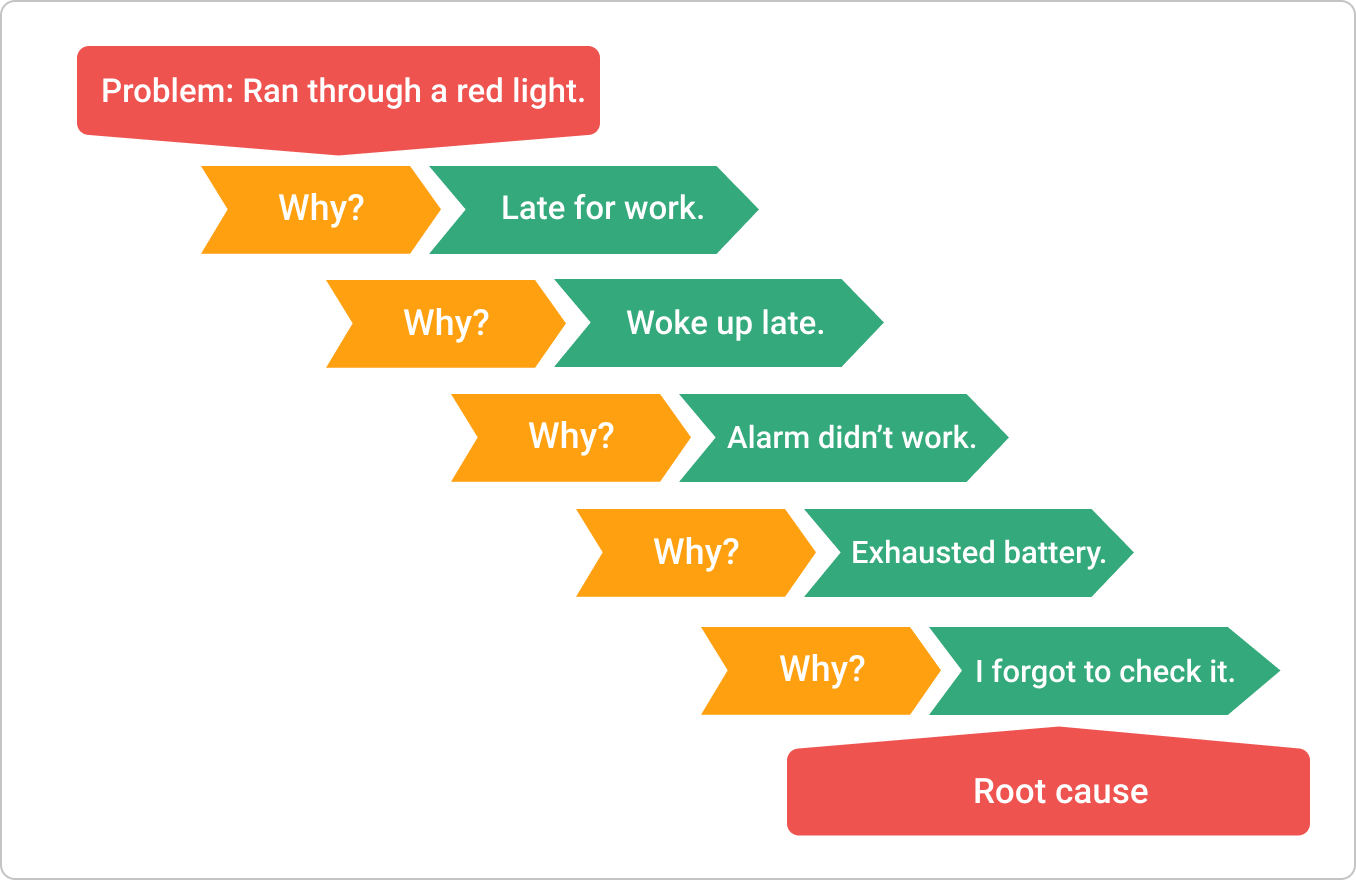 Problem: Ran through a red light.
Why?
Late for work.
Why?
Woke up late.
Why?
Alarm didn’t work.
Why?
Exhausted battery.
Why?
I forgot to check it.
Root cause